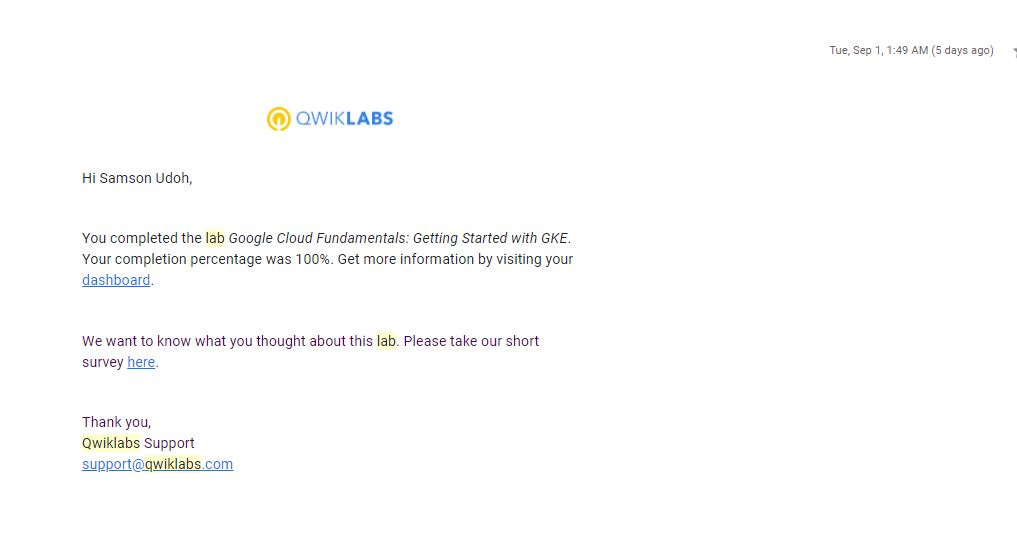 Tue, Sep 1, 1:49 AM (5 days ago)
QWIKLABS
Hi Samson Udoh,
You completed the lab Google Cloud Fundamentals: Getting Started with GKE.
Your completion percentage was 100%. Get more information by visiting your
dashboard.
We want to know what you thought about this lab. Please take our short
survey here.
Thank you,
Qwiklabs Support
support@qwiklabs.com